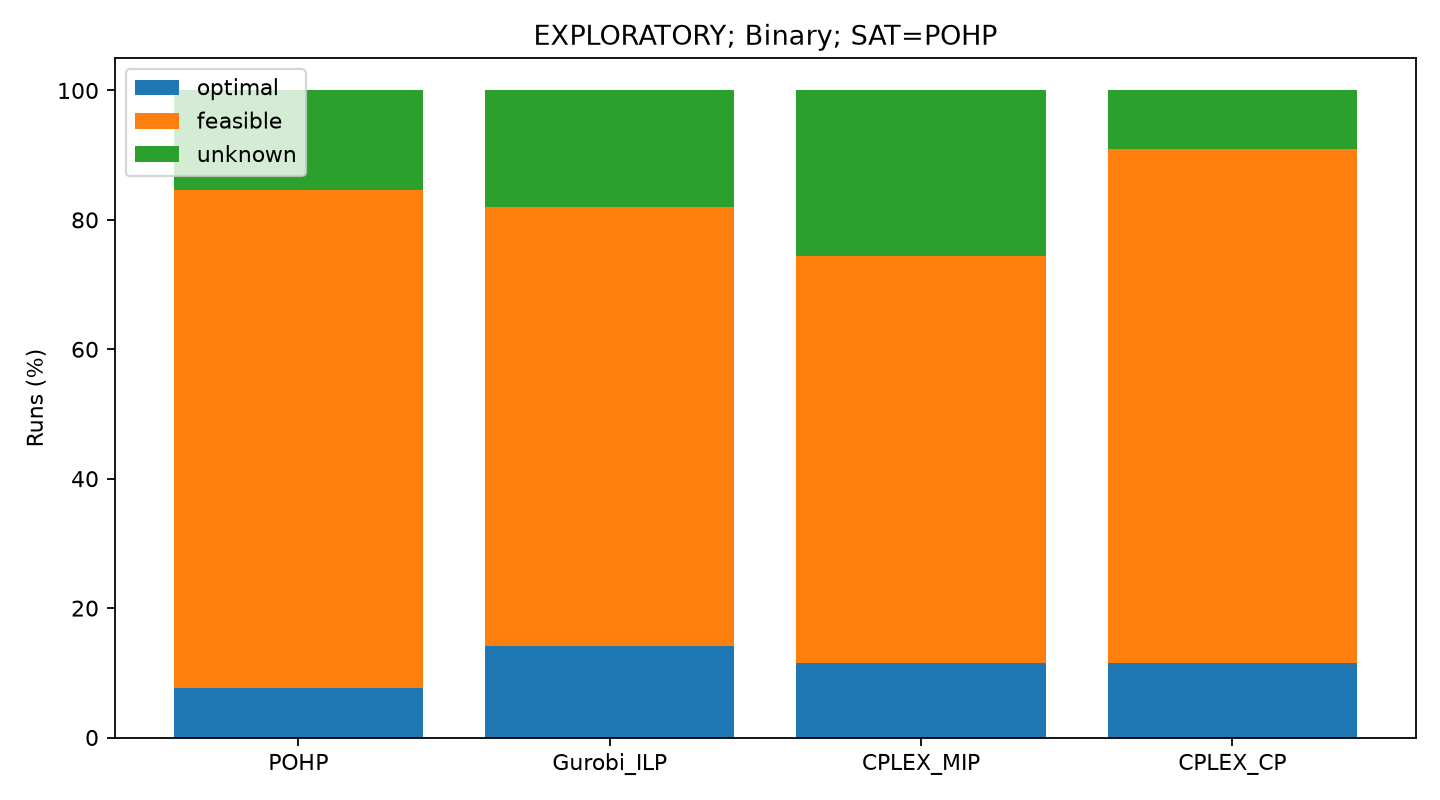 EXPLORATORY; Binary; SAT=POHP
optimal
feasible
unknown
Runs (%)
100
80
60
40
20
0
POHP
Gurobi_ILP
CPLEX_MIP
CPLEX_CP